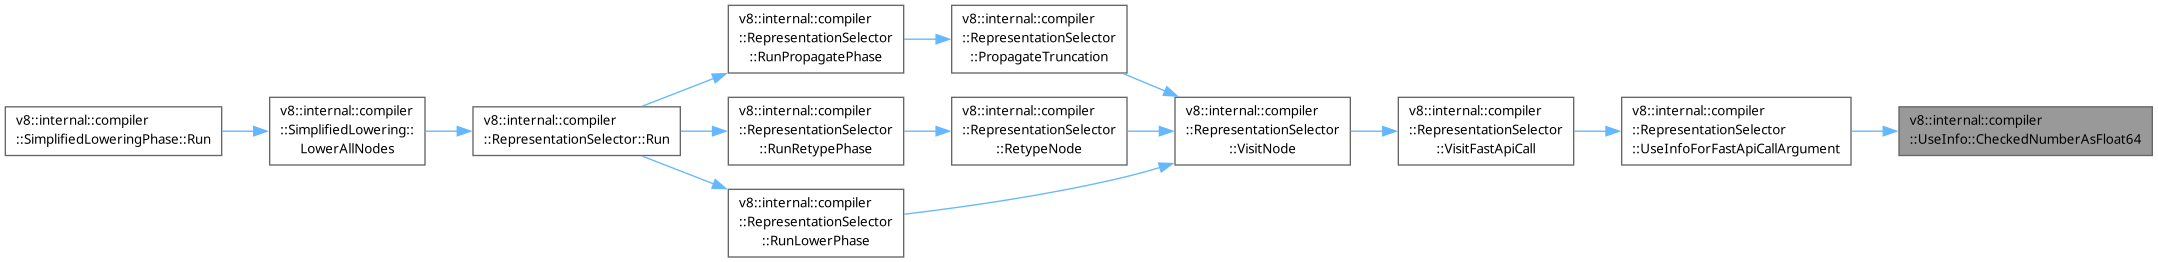 v8::internal::compiler
::SimplifiedLoweringPhase::Run
v8::internal::compiler
::SimplifiedLowering::
LowerAllNodes
v8::internal::compiler
::RepresentationSelector::Run
v8::internal::compiler
::RepresentationSelector
::RunPropagatePhase
v8::internal::compiler
::RepresentationSelector
::PropagateTruncation
v8::internal::compiler
::RepresentationSelector
::RunRetypePhase
v8::internal::compiler
::RepresentationSelector
::RetypeNode
v8::internal::compiler
::RepresentationSelector
::RunLowerPhase
v8::internal::compiler
::RepresentationSelector
::VisitNode
v8::internal::compiler
::RepresentationSelector
::VisitFastApiCall
v8::internal::compiler
::RepresentationSelector
::UseInfoForFastApiCallArgument
v8::internal::compiler
::UseInfo::CheckedNumberAsFloat64